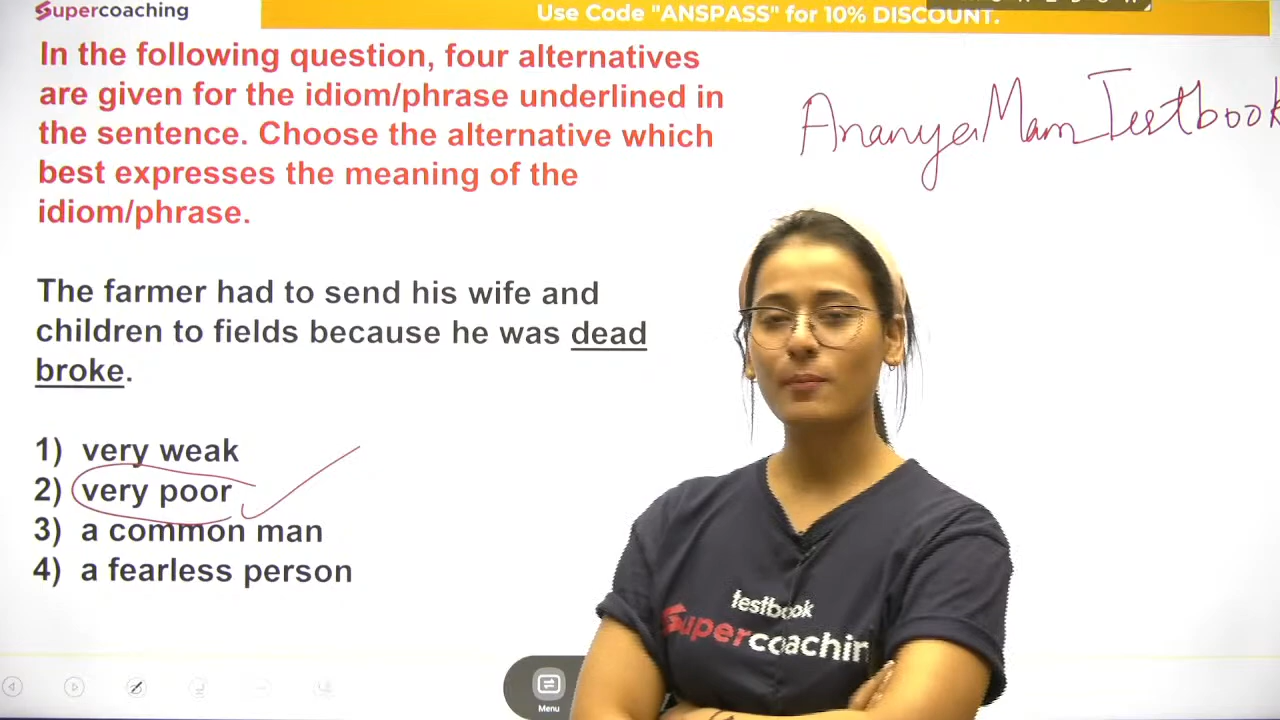 Supercoaching
Use Code "ANSPASS" for 10% DISCOUNT.
In the following question, four alternatives
are given for the idiom/phrase underlined in
the sentence. Choose the alternative which
best expresses the meaning of the
idiom/phrase.
Ananya Mam Testbook
The farmer had to send his wife and
children to fields because he was dead
broke.
1) very weak
2) very poor
3) a common man
4) a fearless person
testbook
Supercoachin
Menu